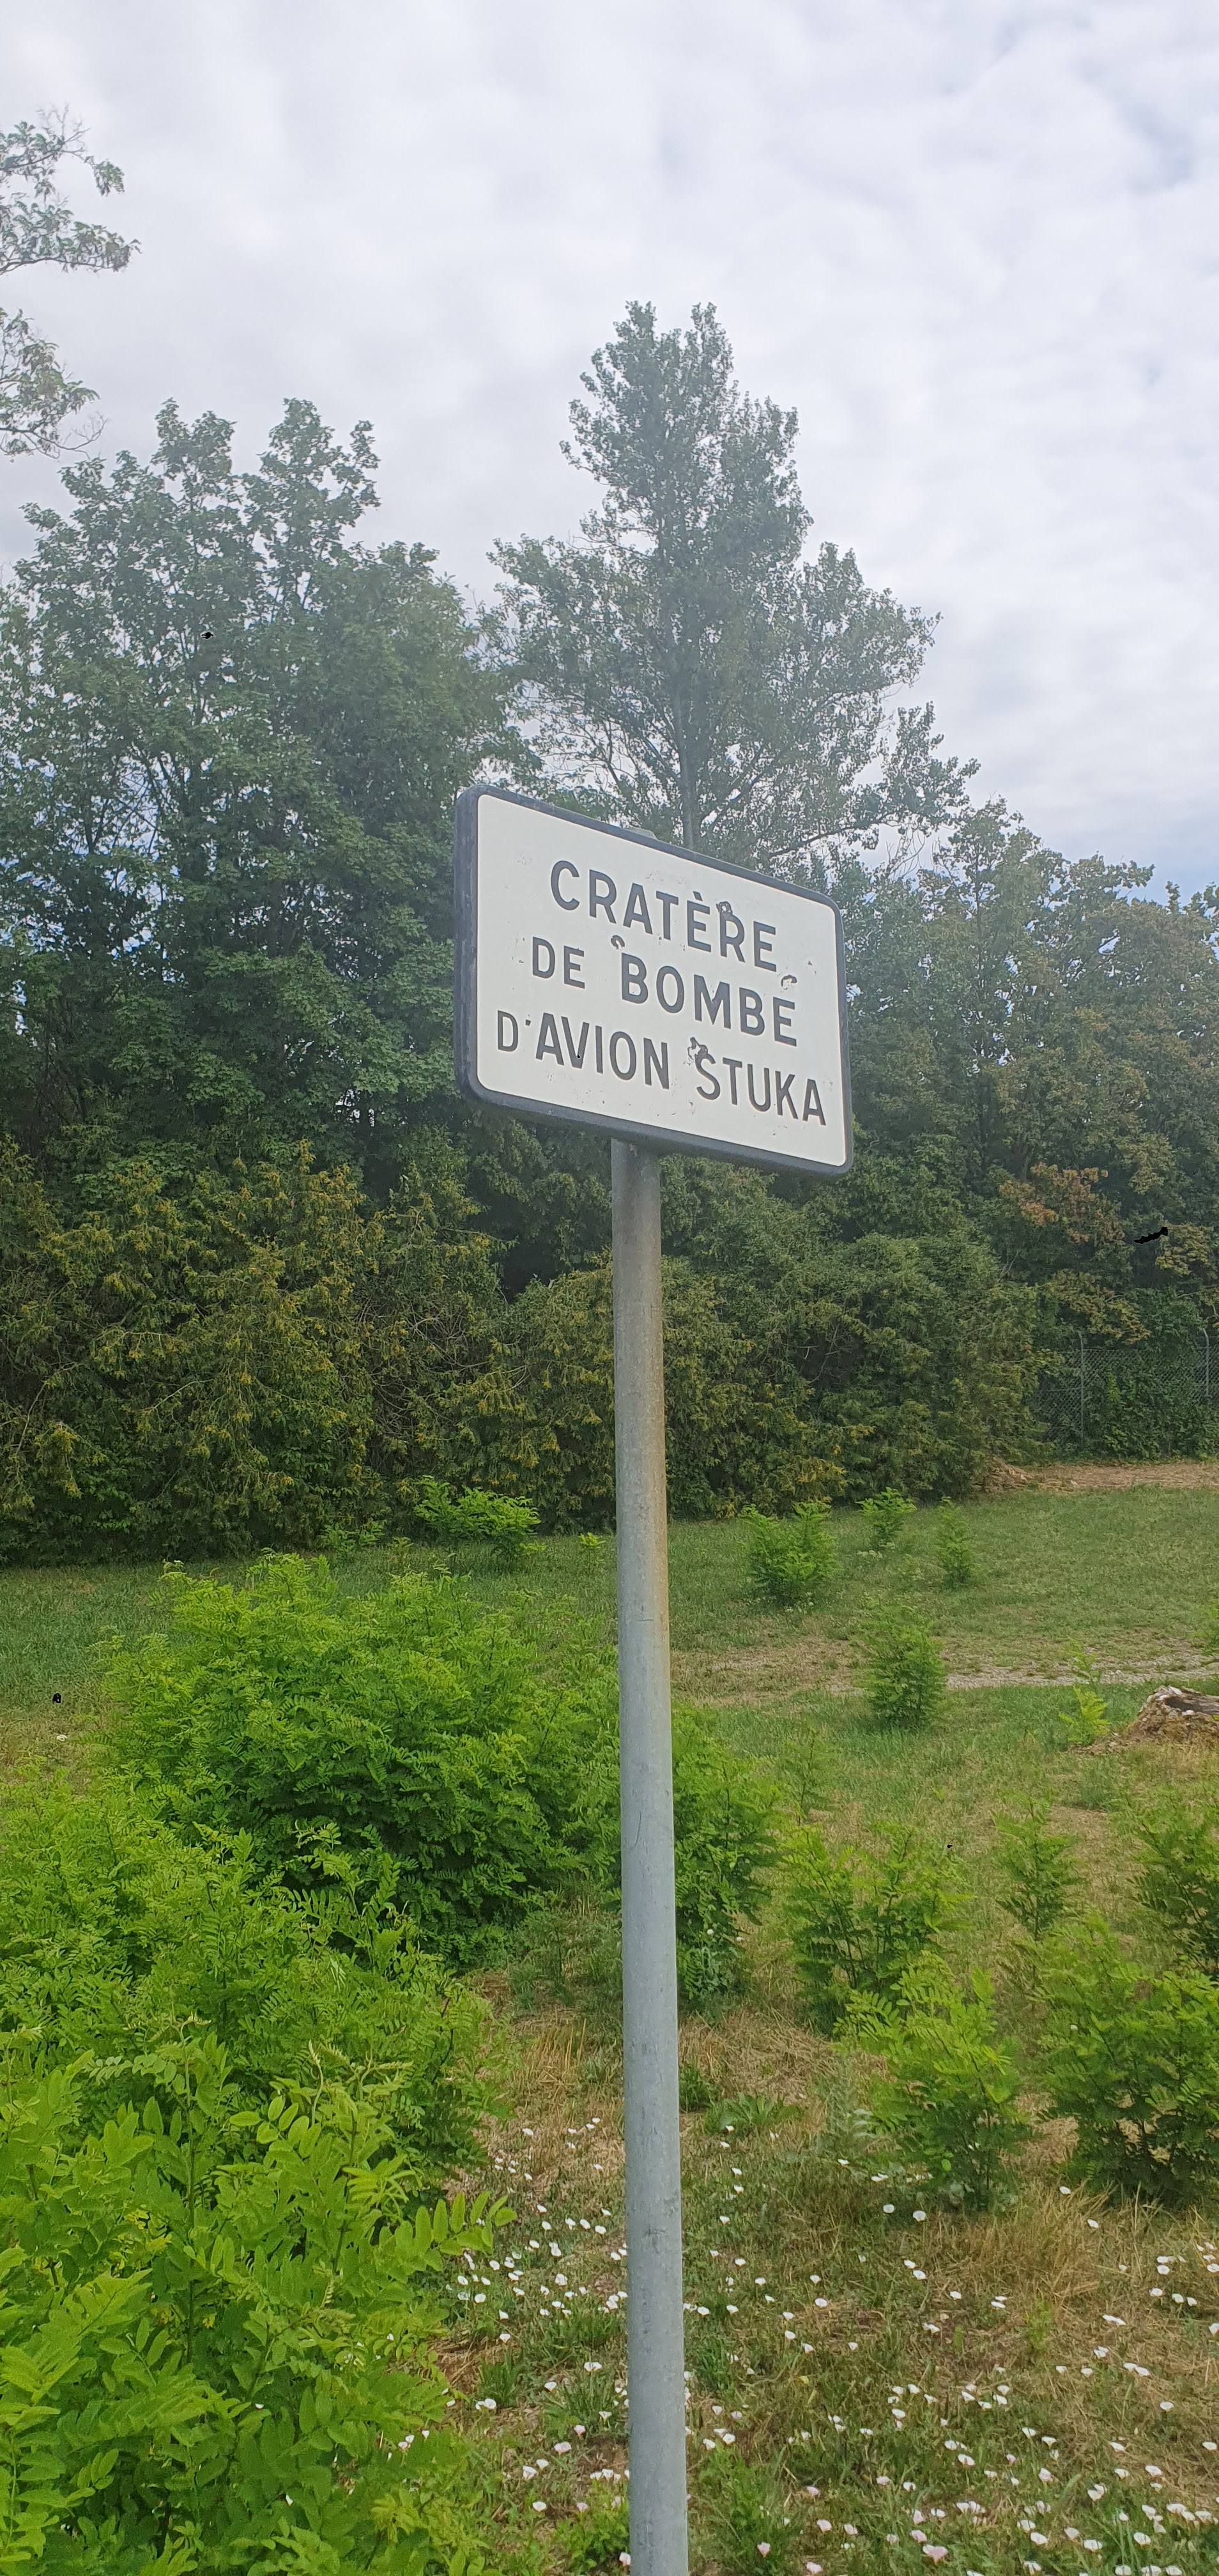 CRATÈRE
DE BOMBE
D'AVION STUKA